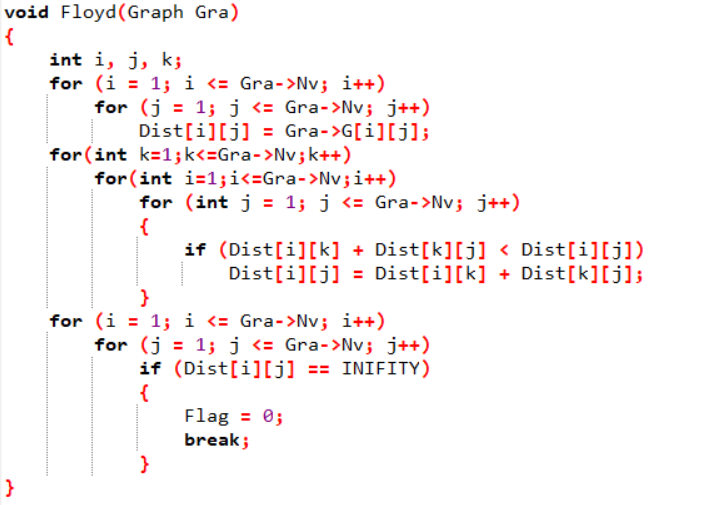 void Floyd(Graph Gra)
{
    int i, j, k;
    for (i = 1; i <= Gra->Nv; i++)
        for (j = 1; j <= Gra->Nv; j++)
            Dist[i][j] = Gra->G[i][j];
    for(int k=1;k<=Gra->Nv;k++)
        for(int i=1;i<=Gra->Nv;i++)
            for (int j = 1; j <= Gra->Nv; j++)
            {
                if (Dist[i][k] + Dist[k][j] < Dist[i][j])
                    Dist[i][j] = Dist[i][k] + Dist[k][j];
            }
    for (i = 1; i <= Gra->Nv; i++)
        for (j = 1; j <= Gra->Nv; j++)
            if (Dist[i][j] == INIFITY)
            {
                Flag = 0;
                break;
            }
}